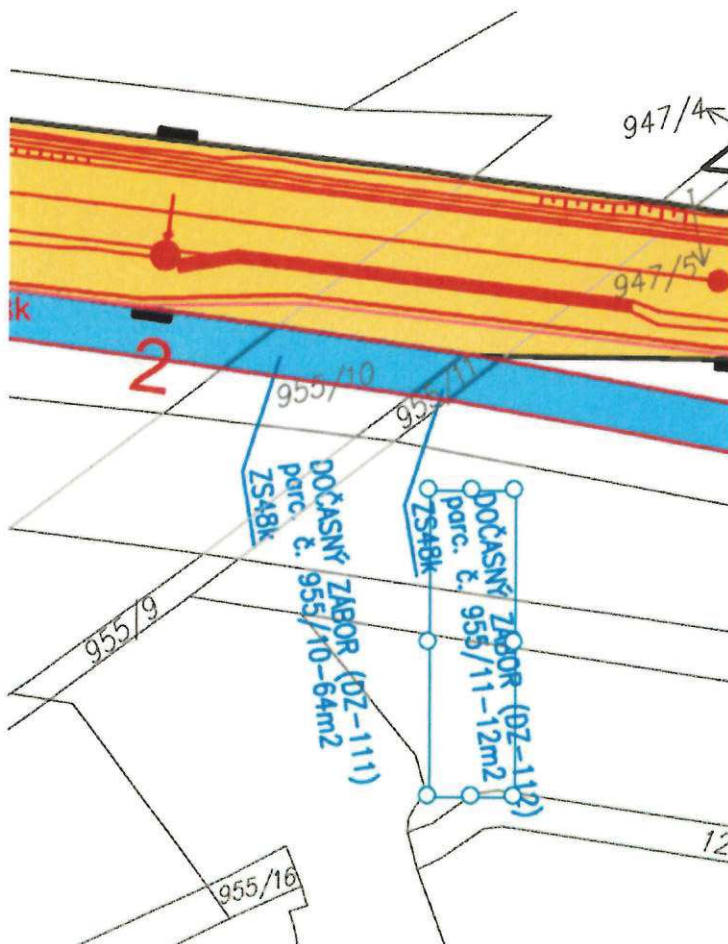 947/4
947/5
3k
2
955/10
955/11
DOČASNÝ ZÁBOR (DZ-111)
parc. č. 955/10-64m2
ZS48k
DOČASNÝ ZÁBOR (DZ-112)
parc. č. 955/11-12m2
ZS48k
955/9
955/16
12